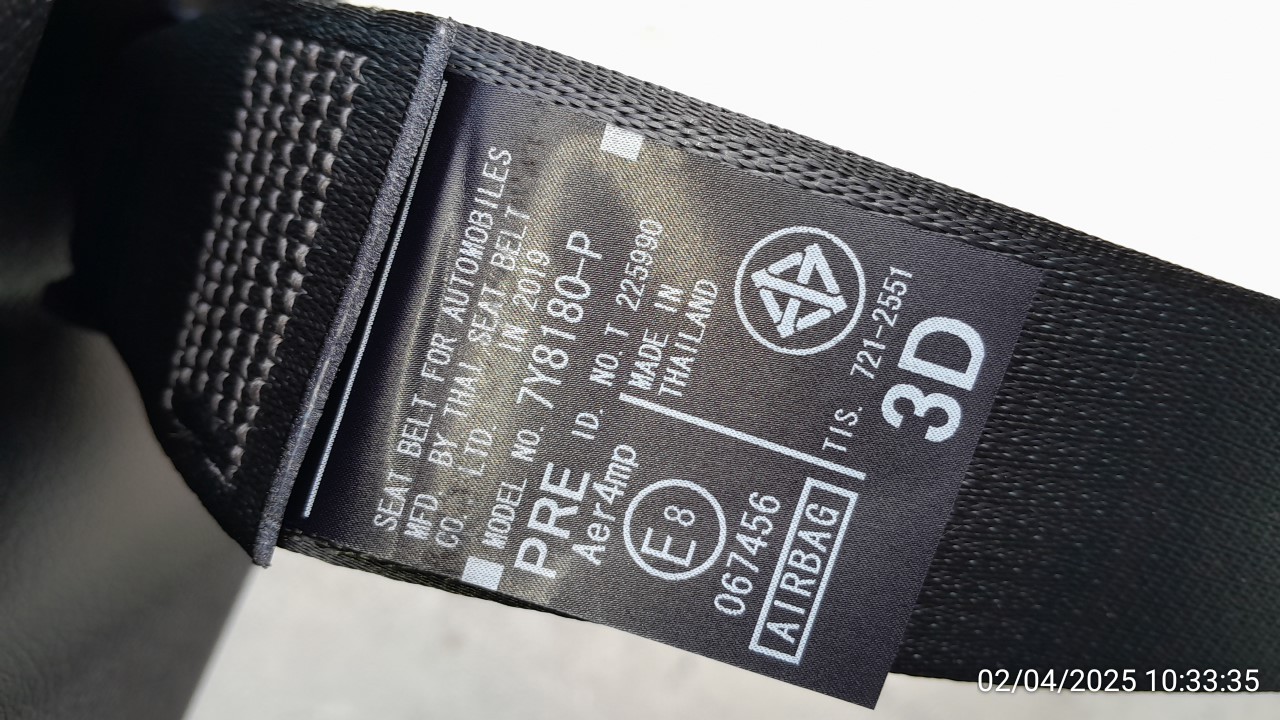 SEAT BELT FOR AUTOMOBILES
MFD. BY THAI SEAT BELT
CO.,LTD. IN 2019
MODEL NO. 7Y8180-P
PRE ID. NO.T 225990
Aer4mp
MADE IN
THAILAND
E8
067456
AIRBAG
TIS. 721-2551
3D
02/04/2025 10:33:35